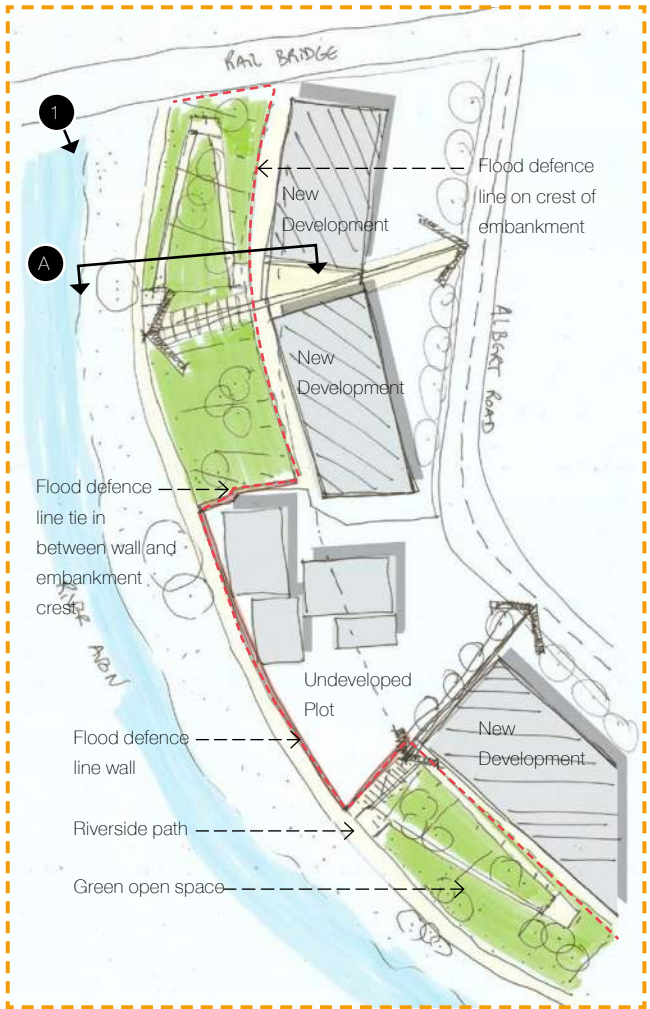 RAIL BRIDGE
1
Flood defence
line on crest of
embankment
New
Development
A
ALBERT ROAD
New
Development
Flood defence
line tie in
between wall and
embankment
crest
RIVER AVON
Undeveloped
Plot
New
Development
Flood defence
line wall
Riverside path
Green open space